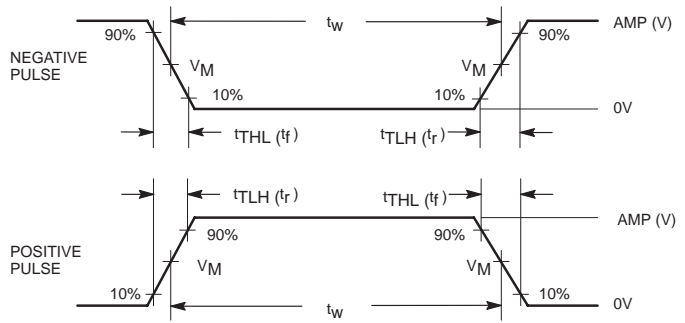 tw
90%
90%
AMP (V)
NEGATIVE
PULSE
VM
VM
10%
10%
0V
tTHL (tf)
tTLH (tr)
tTLH (tr)
tTHL (tf)
AMP (V)
90%
90%
POSITIVE
PULSE
VM
VM
10%
10%
0V
tw